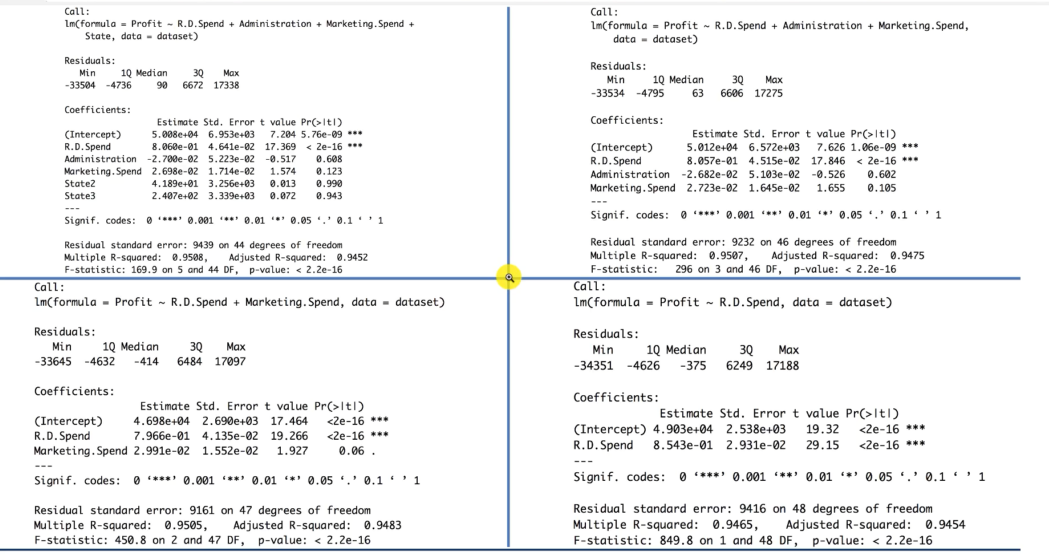 Call:
lm(formula = Profit ~ R.D.Spend + Administration + Marketing.Spend +
State, data = dataset)
Residuals:
Min 1Q Median 3Q Max
-33504 -4736 90 6672 17338
Coefficients:
Estimate Std. Error t value Pr(>|t|)
(Intercept) 5.008e+04 6.953e+03 7.204 5.76e-09 ***
R.D.Spend 8.060e-01 4.641e-02 17.369 < 2e-16 ***
Administration -2.700e-02 5.223e-02 -0.517 0.608
Marketing.Spend 2.698e-02 1.714e-02 1.574 0.123
State2 4.189e+01 3.256e+03 0.013 0.990
State3 2.407e+02 3.339e+03 0.072 0.943
---
Signif. codes: 0 ‘***’ 0.001 ‘**’ 0.01 ‘*’ 0.05 ‘.’ 0.1 ‘ ’ 1
Residual standard error: 9439 on 44 degrees of freedom
Multiple R-squared: 0.9508, Adjusted R-squared: 0.9452
F-statistic: 169.9 on 5 and 44 DF, p-value: < 2.2e-16
Call:
lm(formula = Profit ~ R.D.Spend + Administration + Marketing.Spend,
data = dataset)
Residuals:
Min 1Q Median 3Q Max
-33534 -4795 63 6606 17275
Coefficients:
Estimate Std. Error t value Pr(>|t|)
(Intercept) 5.012e+04 6.572e+03 7.626 1.06e-09 ***
R.D.Spend 8.057e-01 4.515e-02 17.846 < 2e-16 ***
Administration -2.682e-02 5.103e-02 -0.526 0.602
Marketing.Spend 2.723e-02 1.645e-02 1.655 0.105
---
Signif. codes: 0 ‘***’ 0.001 ‘**’ 0.01 ‘*’ 0.05 ‘.’ 0.1 ‘ ’ 1
Residual standard error: 9232 on 46 degrees of freedom
Multiple R-squared: 0.9507, Adjusted R-squared: 0.9475
F-statistic: 296 on 3 and 46 DF, p-value: < 2.2e-16
Call:
lm(formula = Profit ~ R.D.Spend + Marketing.Spend, data = dataset)
Residuals:
Min 1Q Median 3Q Max
-33645 -4632 -414 6484 17097
Coefficients:
Estimate Std. Error t value Pr(>|t|)
(Intercept) 4.698e+04 2.690e+03 17.464 <2e-16 ***
R.D.Spend 7.966e-01 4.135e-02 19.266 <2e-16 ***
Marketing.Spend 2.991e-02 1.552e-02 1.927 0.06 .
---
Signif. codes: 0 ‘***’ 0.001 ‘**’ 0.01 ‘*’ 0.05 ‘.’ 0.1 ‘ ’ 1
Residual standard error: 9161 on 47 degrees of freedom
Multiple R-squared: 0.9505, Adjusted R-squared: 0.9483
F-statistic: 450.8 on 2 and 47 DF, p-value: < 2.2e-16
Call:
lm(formula = Profit ~ R.D.Spend, data = dataset)
Residuals:
Min 1Q Median 3Q Max
-34351 -4626 -375 6249 17188
Coefficients:
Estimate Std. Error t value Pr(>|t|)
(Intercept) 4.903e+04 2.538e+03 19.32 <2e-16 ***
R.D.Spend 8.543e-01 2.931e-02 29.15 <2e-16 ***
---
Signif. codes: 0 ‘***’ 0.001 ‘**’ 0.01 ‘*’ 0.05 ‘.’ 0.1 ‘ ’ 1
Residual standard error: 9416 on 48 degrees of freedom
Multiple R-squared: 0.9465, Adjusted R-squared: 0.9454
F-statistic: 849.8 on 1 and 48 DF, p-value: < 2.2e-16